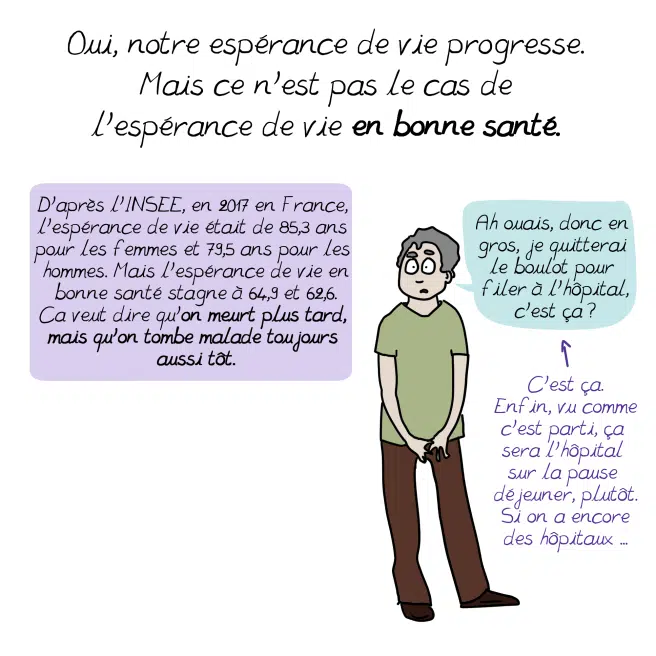 Oui, notre espérance de vie progresse.
Mais ce n'est pas le cas de
l'espérance de vie en bonne santé.
D'après l'INSEE, en 2017 en France,
l'espérance de vie était de 85,3 ans
pour les femmes et 79,5 ans pour les
hommes. Mais l'espérance de vie en
bonne santé stagne à 64,9 et 62,6.
Ca veut dire qu'on meurt plus tard,
mais qu'on tombe malade toujours
aussi tôt.
Ah ouais, donc en
gros, je quitterai
le boulot pour
filer à l'hôpital,
c'est ça ?
C'est ça.
Enfin, vu comme
c'est parti, ça
sera l'hôpital
sur la pause
déjeuner, plutôt.
Si on a encore
des hôpitaux ...